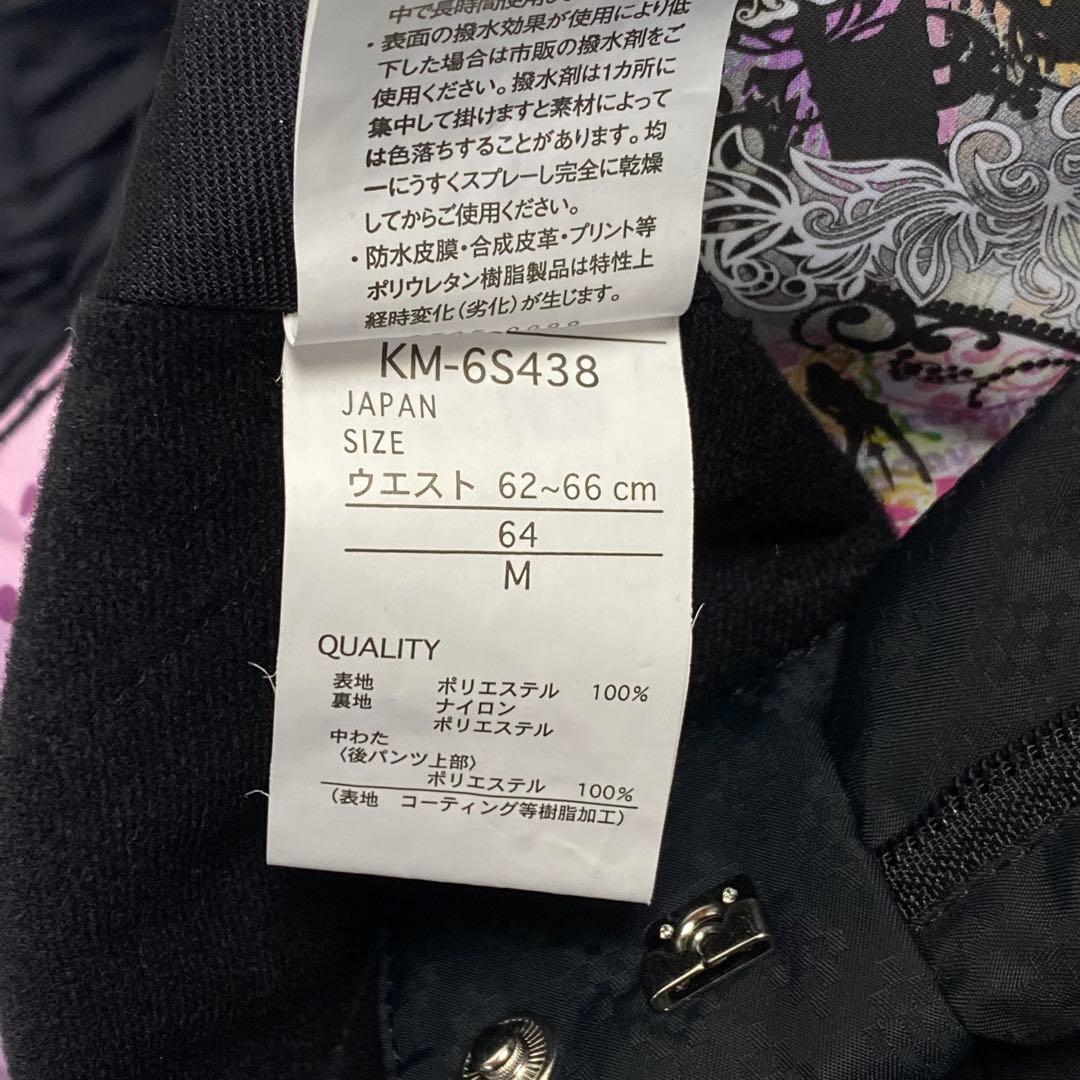 中で長時間使用し
・表面の撥水効果が使用により低
下した場合は市販の撥水剤をご
使用ください。撥水剤は1カ所に
集中して掛けますと素材によって
は色落ちすることがあります。均
一にうすくスプレーし完全に乾燥
してからご使用ください。
・防水皮膜・合成皮革・プリント等
ポリウレタン樹脂製品は特性上
経時変化(劣化)が生じます。
KM-6S438
JAPAN
SIZE
ウエスト 62~66 cm
64
M
QUALITY
表地 ポリエステル 100%
裏地 ナイロン
ポリエステル
中わた
〈後パンツ上部〉
ポリエステル 100%
(表地 コーティング等樹脂加工)